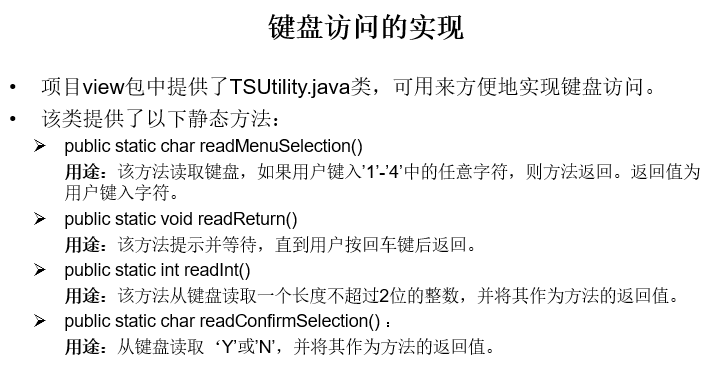 键盘访问的实现
• 项目view包中提供了TSUtility.java类，可用来方便地实现键盘访问。
• 该类提供了以下静态方法：
➢ public static char readMenuSelection()
用途：该方法读取键盘，如果用户键入’1’-’4’中的任意字符，则方法返回。返回值为
用户键入字符。
➢ public static void readReturn()
用途：该方法提示并等待，直到用户按回车键后返回。
➢ public static int readInt()
用途：该方法从键盘读取一个长度不超过2位的整数，并将其作为方法的返回值。
➢ public static char readConfirmSelection() ：
用途：从键盘读取‘Y’或’N’，并将其作为方法的返回值。